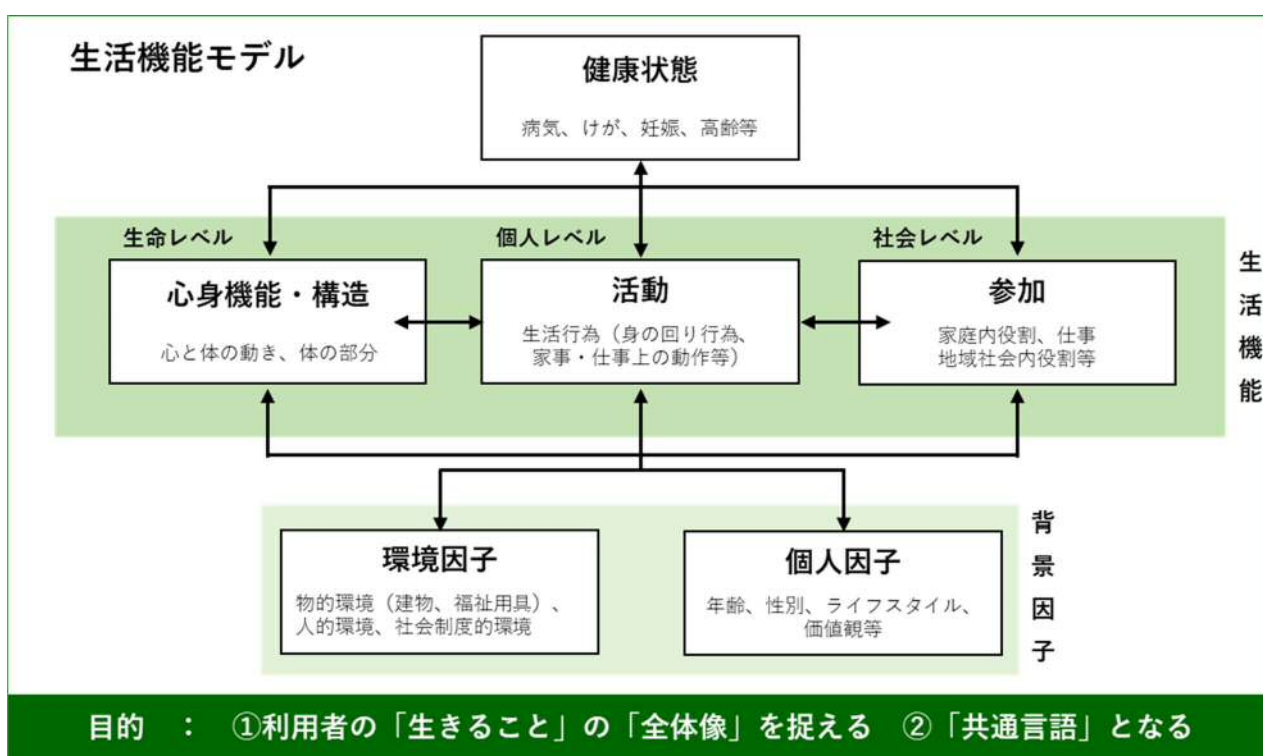 生活機能モデル
健康状態
病気、けが、妊娠、高齢等
生命レベル
個人レベル
社会レベル
心身機能・構造
心と体の動き、体の部分
活動
生活行為（身の回り行為、
家事・仕事上の動作等）
参加
家庭内役割、仕事
地域社会内役割等
生活機能
環境因子
物的環境（建物、福祉用具）、
人的環境、社会制度的環境
個人因子
年齢、性別、ライフスタイル、
価値観等
背景因子
目的　：　①利用者の「生きること」の「全体像」を捉える　②「共通言語」となる